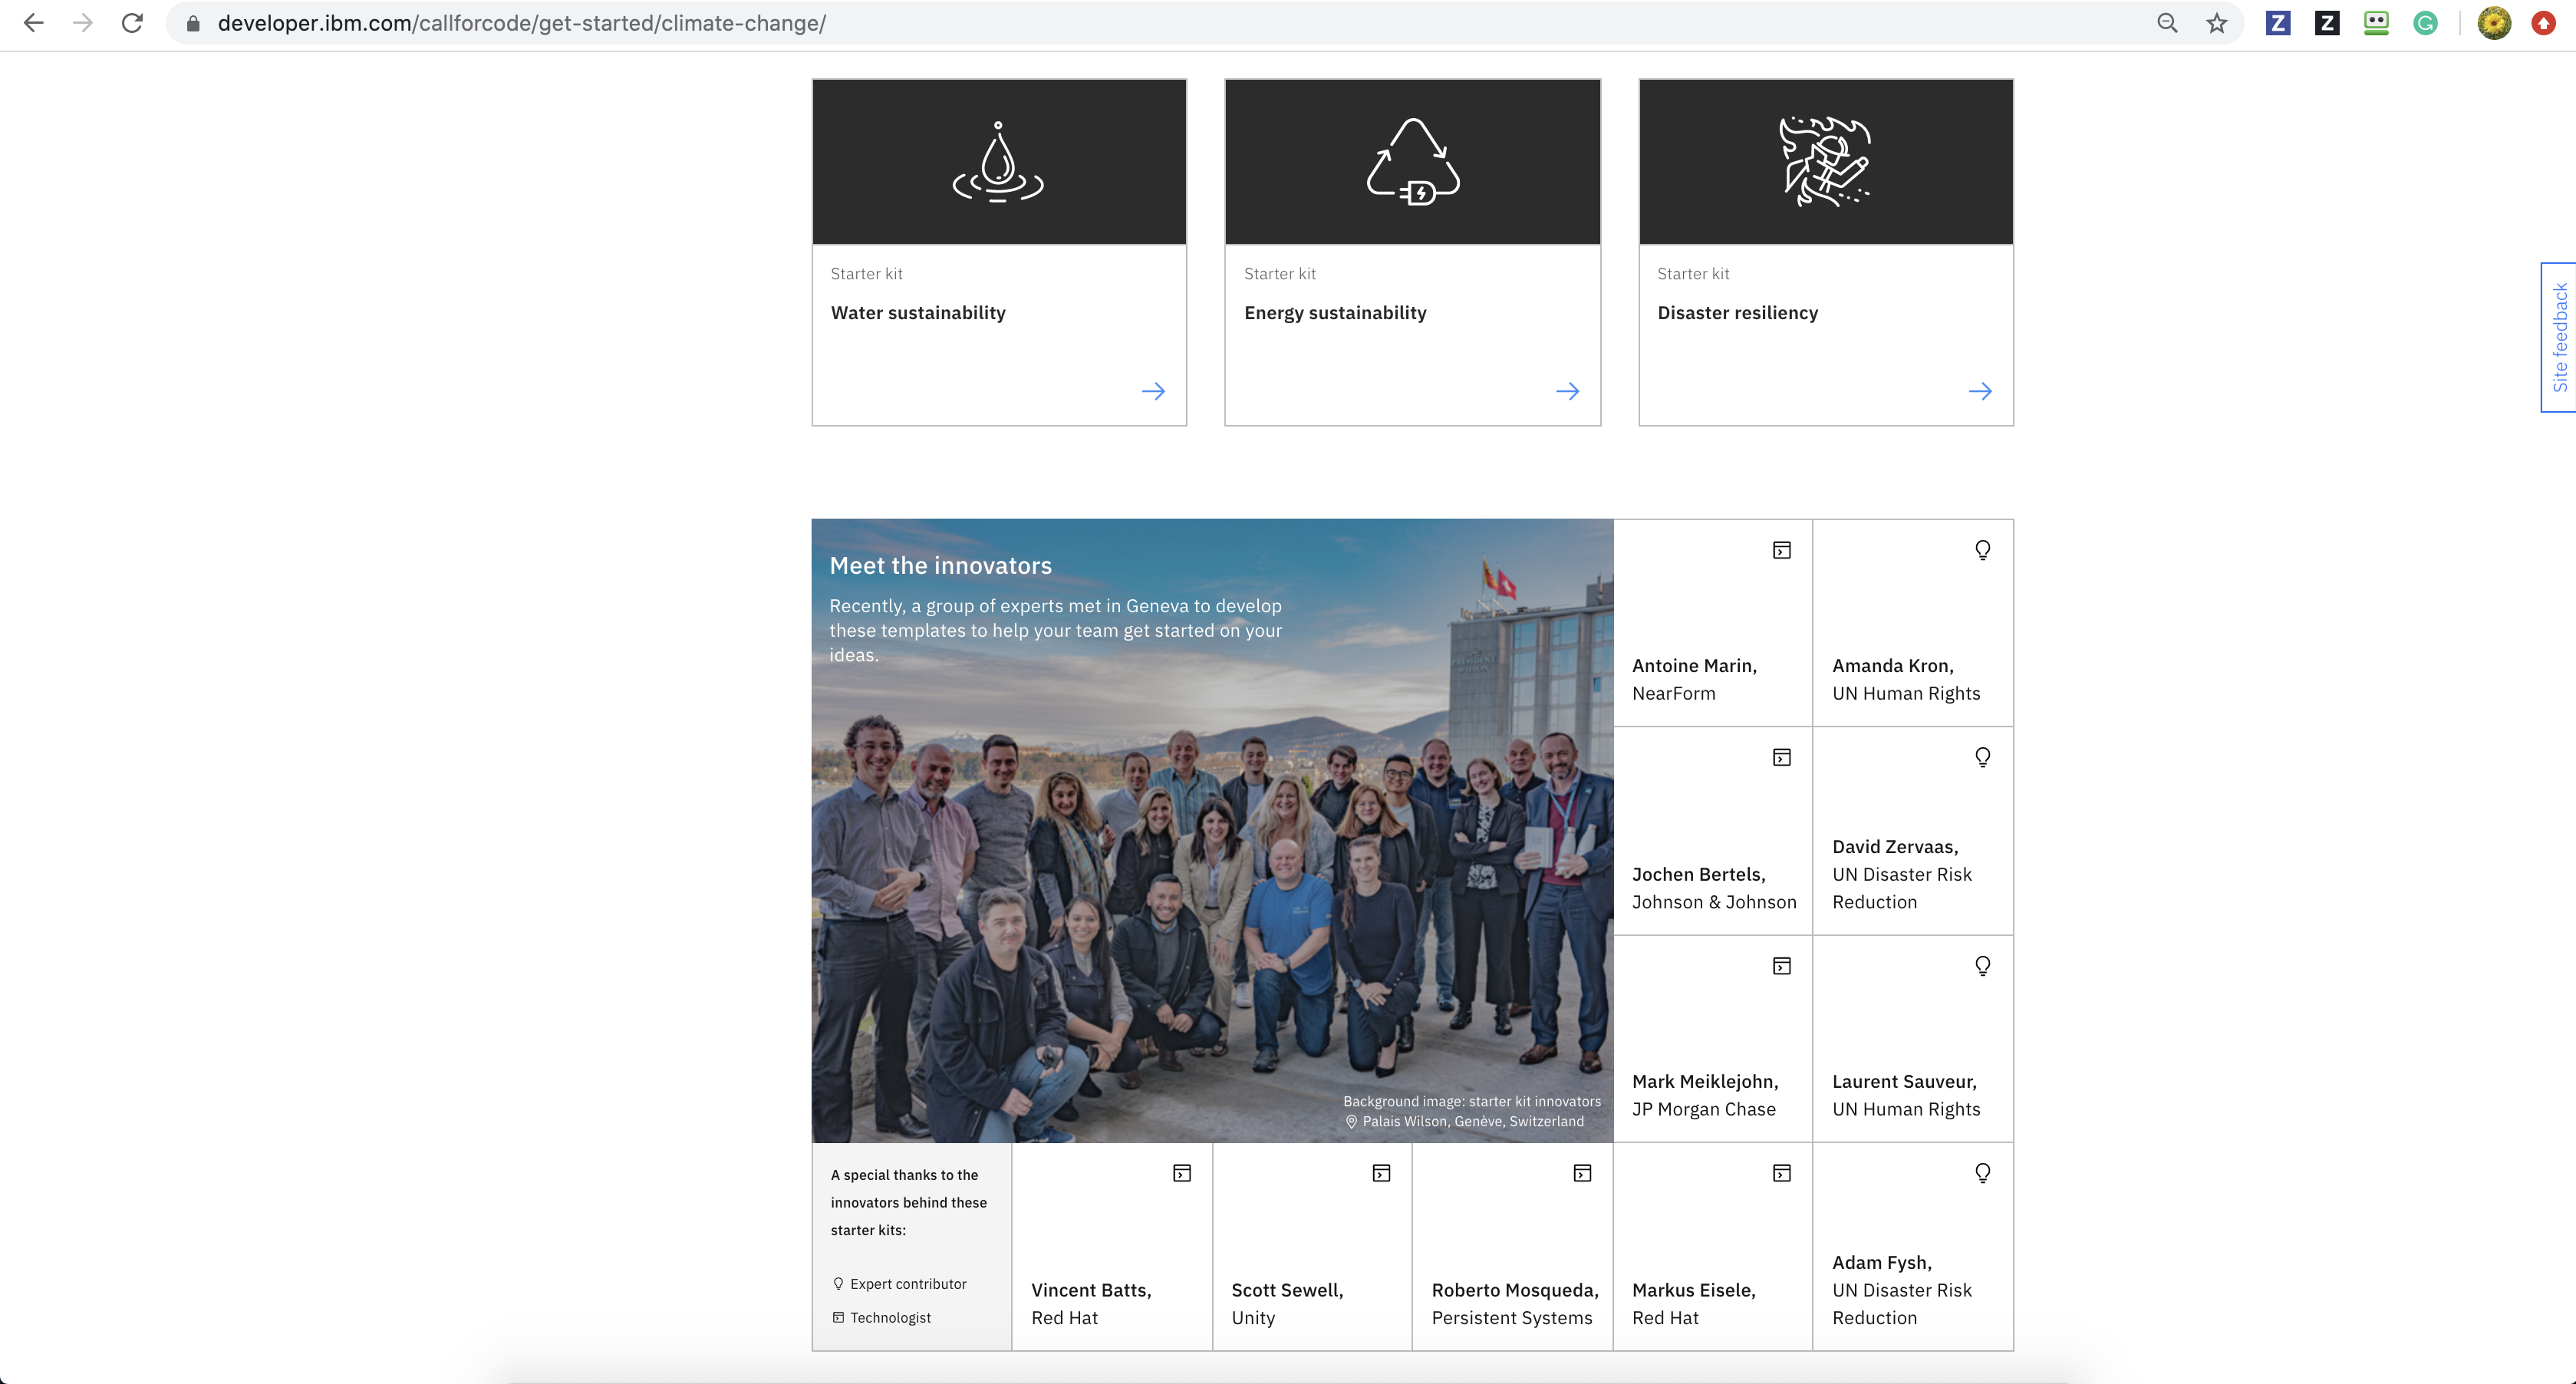 developer.ibm.com/callforcode/get-started/climate-change/
Starter kit
Water sustainability
Starter kit
Energy sustainability
Starter kit
Disaster resiliency
Site feedback
Meet the innovators
Recently, a group of experts met in Geneva to develop
these templates to help your team get started on your
ideas.
Background image: starter kit innovators
Palais Wilson, Genève, Switzerland
Antoine Marin,
NearForm
Amanda Kron,
UN Human Rights
Jochen Bertels,
Johnson & Johnson
David Zervaas,
UN Disaster Risk
Reduction
Mark Meiklejohn,
JP Morgan Chase
Laurent Sauveur,
UN Human Rights
A special thanks to the
innovators behind these
starter kits:
Expert contributor
Technologist
Vincent Batts,
Red Hat
Scott Sewell,
Unity
Roberto Mosqueda,
Persistent Systems
Markus Eisele,
Red Hat
Adam Fysh,
UN Disaster Risk
Reduction